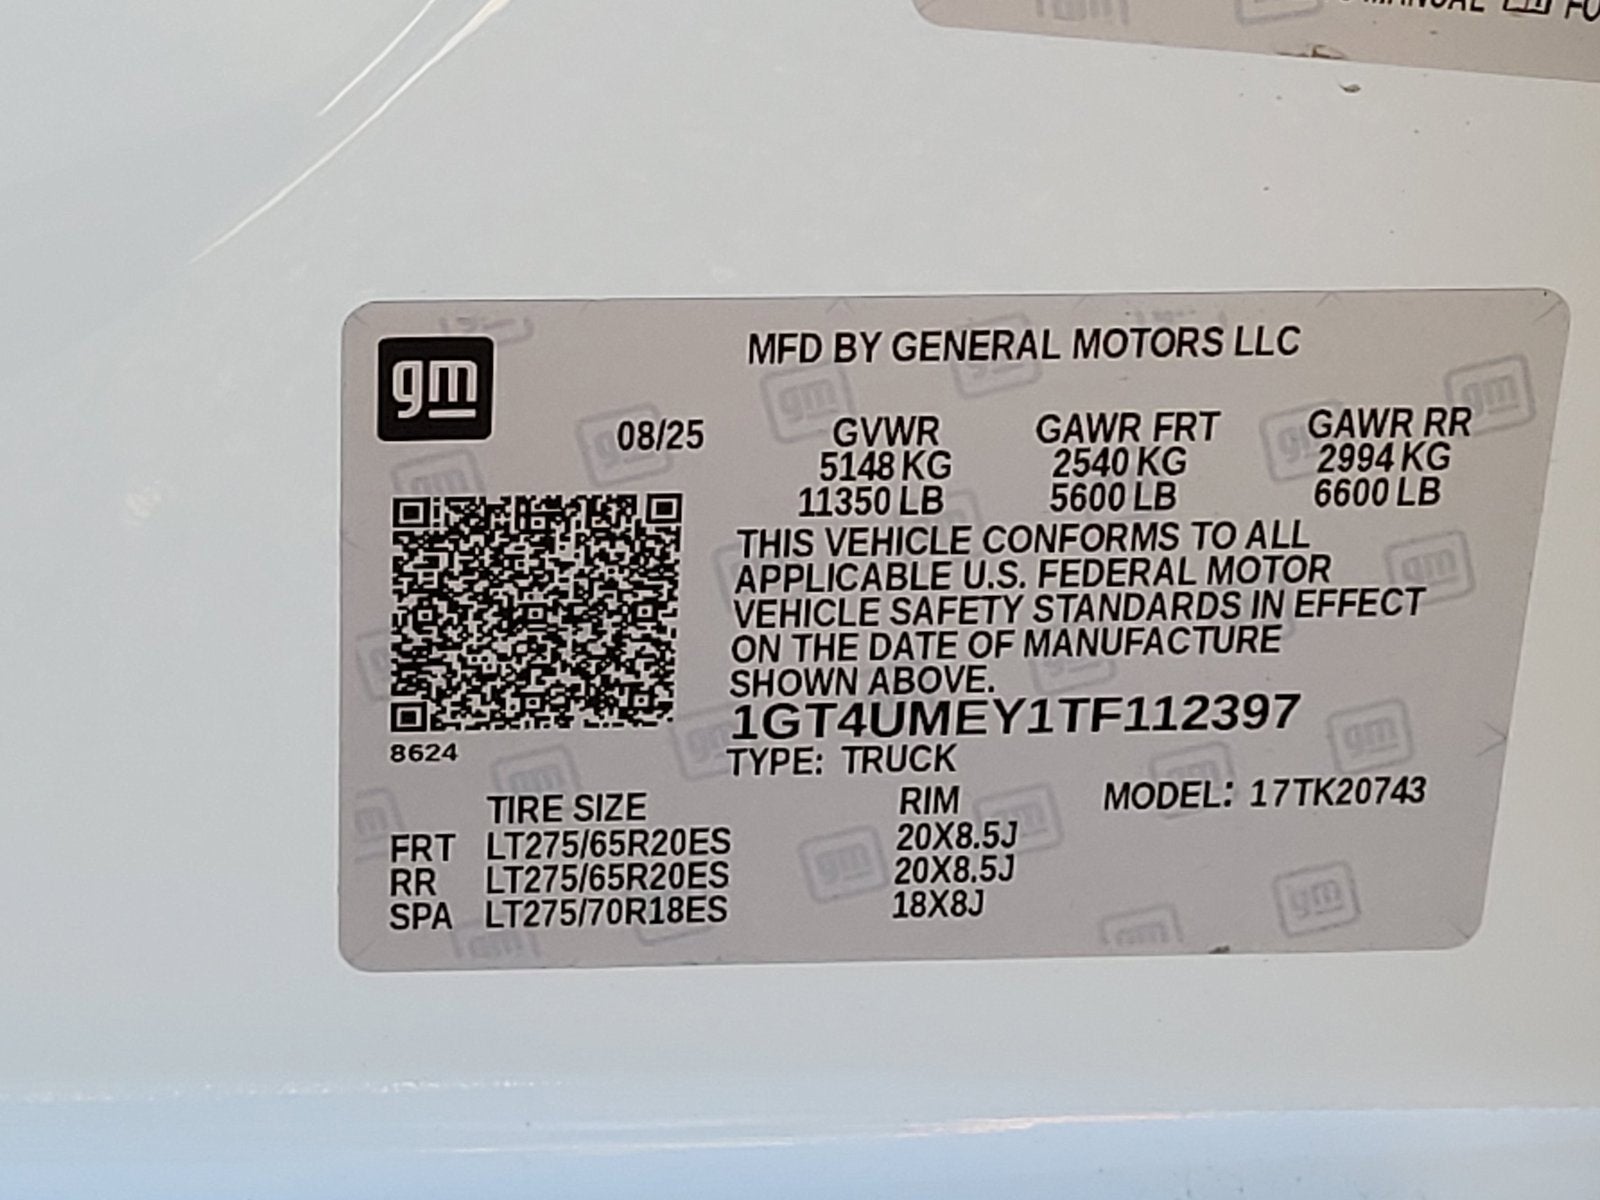 MANUAL
gm
MFD BY GENERAL MOTORS LLC
08/25 GVWR GAWR FRT GAWR RR
5148 KG 2540 KG 2994 KG
11350 LB 5600 LB 6600 LB
THIS VEHICLE CONFORMS TO ALL
APPLICABLE U.S. FEDERAL MOTOR
VEHICLE SAFETY STANDARDS IN EFFECT
ON THE DATE OF MANUFACTURE
SHOWN ABOVE.
1GT4UMEY1TF112397
8624
TYPE: TRUCK
TIRE SIZE RIM MODEL: 17TK20743
FRT LT275/65R20ES 20X8.5J
RR LT275/65R20ES 20X8.5J
SPA LT275/70R18ES 18X8J